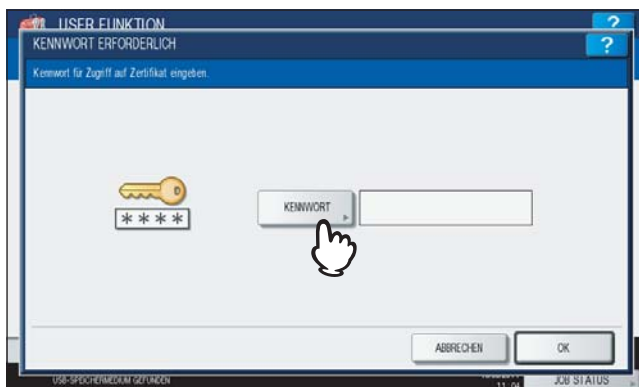 USER FUNKTION
?
KENNWORT ERFORDERLICH
?
Kennwort für Zugriff auf Zertifikat eingeben.
****
KENNWORT
ABBRECHEN
OK
USB-SPEICHERMEDIUM GEFUNDEN
JOB STATUS